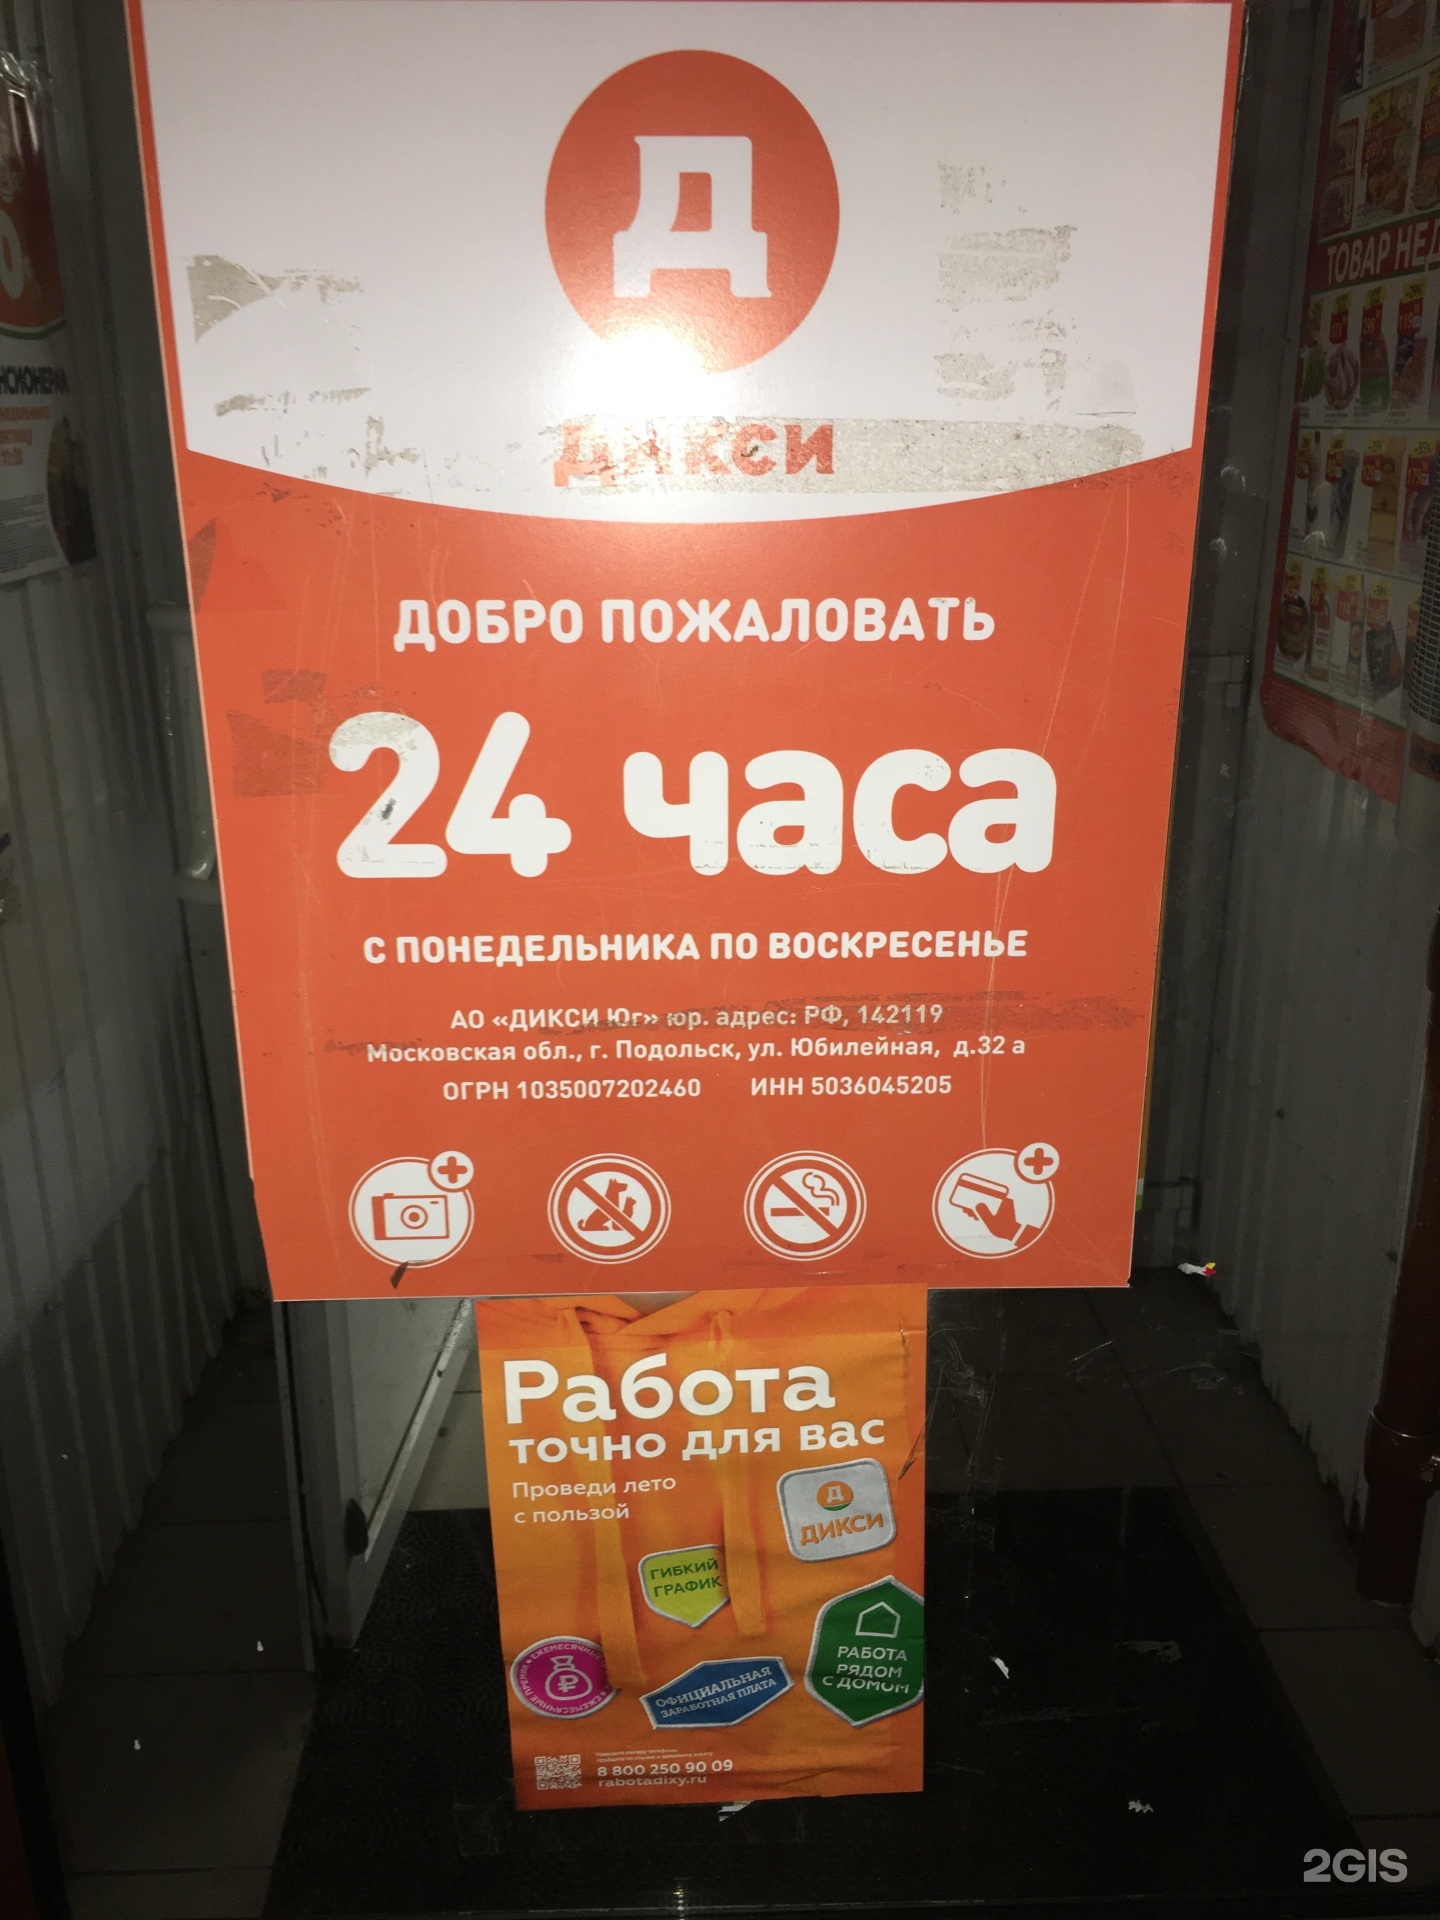 Д
ДИКСИ
ДОБРО ПОЖАЛОВАТЬ
24 часа
С ПОНЕДЕЛЬНИКА ПО ВОСКРЕСЕНЬЕ
АО «ДИКСИ Юг» юр. адрес: РФ, 142119
Московская обл., г. Подольск, ул. Юбилейная, д.32 а
ОГРН 1035007202460 ИНН 5036045205
Работа
точно для вас
Проведи лето
с пользой
Д
ДИКСИ
ГИБКИЙ
ГРАФИК
РАБОТА
РЯДОМ
С ДОМОМ
ЕЖЕМЕСЯЧНЫЕ
ОФИЦИАЛЬНАЯ
ЗАРАБОТНАЯ ПЛАТА
8 800 250 90 09
rabotadixy.ru
ТОВАР НЕД
2GIS